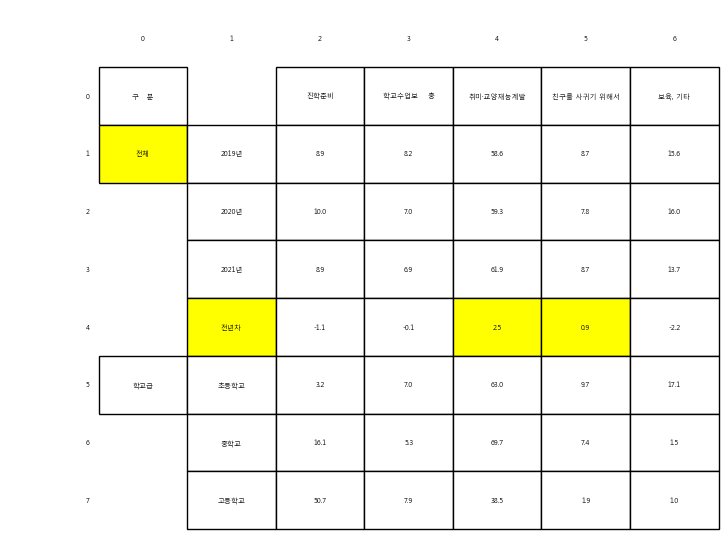 0 1 2 3 4 5 6
0 구 분 진학준비 학교수업보 충 취미·교양·재능계발 친구를 사귀기 위해서 보육, 기타
1 전체 2019년 8.9 8.2 58.6 8.7 15.6
2 2020년 10.0 7.0 59.3 7.8 16.0
3 2021년 8.9 6.9 61.9 8.7 13.7
4 전년차 -1.1 -0.1 2.5 0.9 -2.2
5 학교급 초등학교 3.2 7.0 63.0 9.7 17.1
6 중학교 16.1 5.3 69.7 7.4 1.5
7 고등학교 50.7 7.9 38.5 1.9 1.0